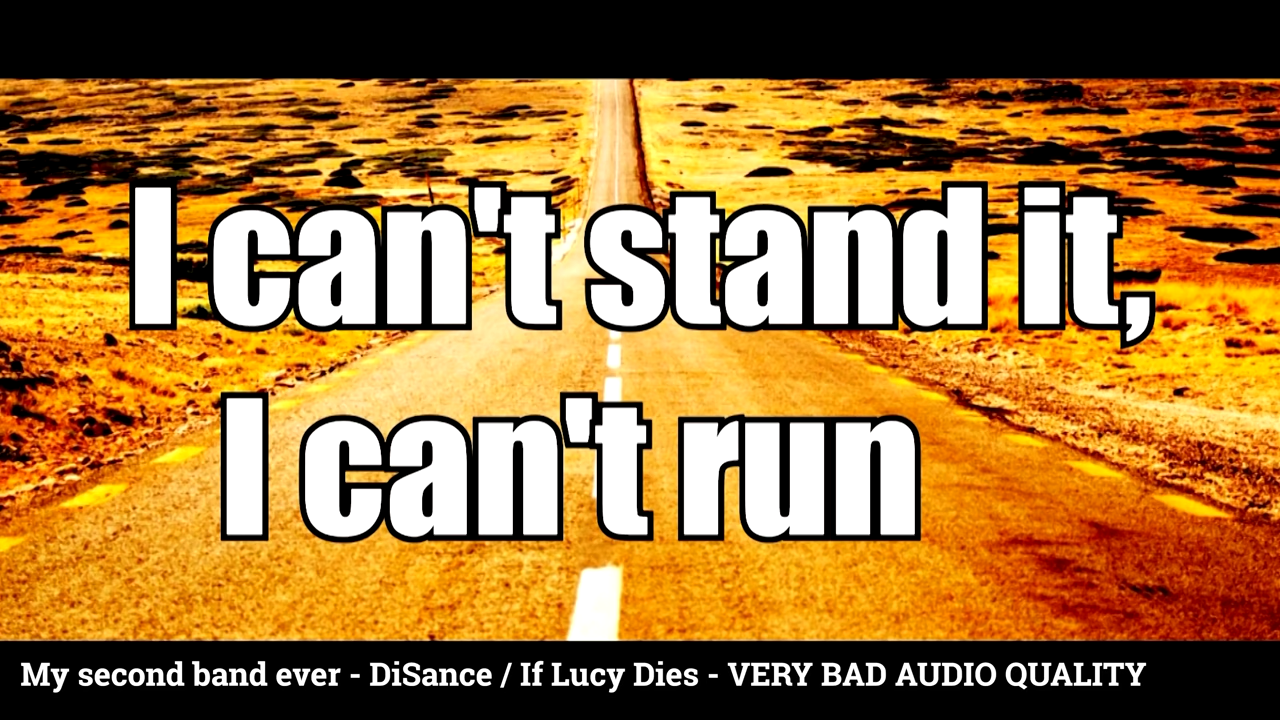 I can't stand it,
I can't run
My second band ever - DiSance / If Lucy Dies - VERY BAD AUDIO QUALITY